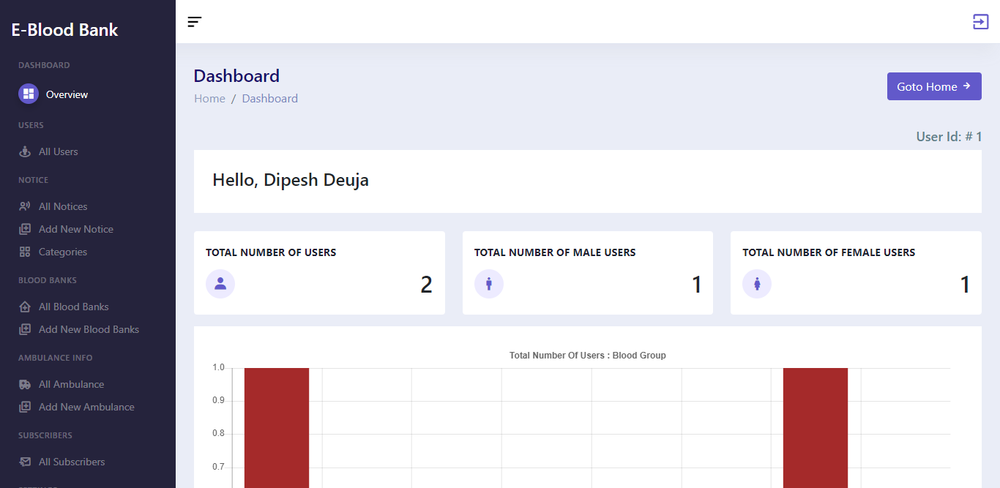 E-Blood Bank
DASHBOARD
Overview
USERS
All Users
NOTICE
All Notices
Add New Notice
Categories
BLOOD BANKS
All Blood Banks
Add New Blood Banks
AMBULANCE INFO
All Ambulance
Add New Ambulance
SUBSCRIBERS
All Subscribers
Dashboard
Home / Dashboard
Goto Home
User Id: # 1
Hello, Dipesh Deuja
TOTAL NUMBER OF USERS
2
TOTAL NUMBER OF MALE USERS
1
TOTAL NUMBER OF FEMALE USERS
1
Total Number Of Users : Blood Group
1.0
0.9
0.8
0.7